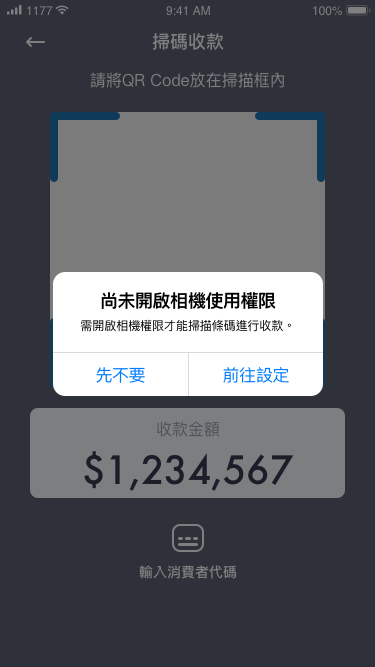 1177 9:41 AM 100%
掃碼收款
請將QR Code放在掃描框內
尚未開啟相機使用權限
需開啟相機權限才能掃描條碼進行收款。
先不要 前往設定
收款金額
$1,234,567
輸入消費者代碼